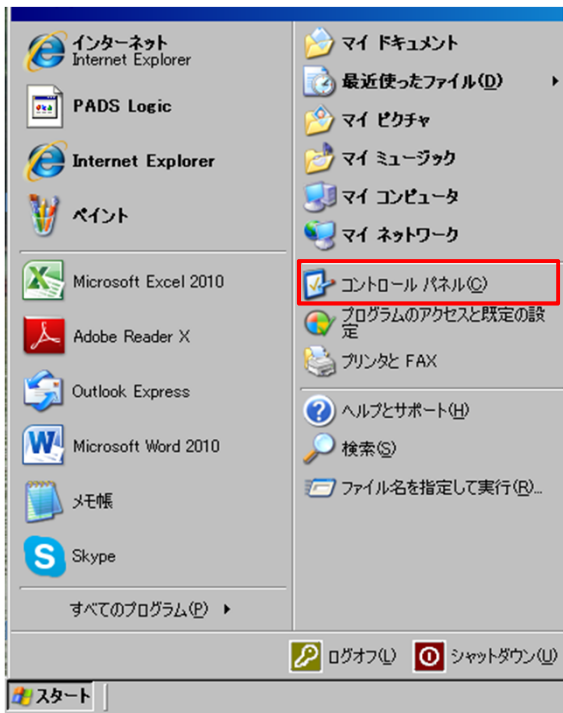 インターネット
Internet Explorer
PADS Logic
Internet Explorer
ペイント
Microsoft Excel 2010
Adobe Reader X
Outlook Express
Microsoft Word 2010
メモ帳
Skype
すべてのプログラム(P)
マイ ドキュメント
最近使ったファイル(D)
マイ ピクチャ
マイ ミュージック
マイ コンピュータ
マイ ネットワーク
コントロール パネル(C)
プログラムのアクセスと既定の設
定
プリンタと FAX
ヘルプとサポート(H)
検索(S)
ファイル名を指定して実行(R)...
ログオフ(L)
シャットダウン(U)
スタート